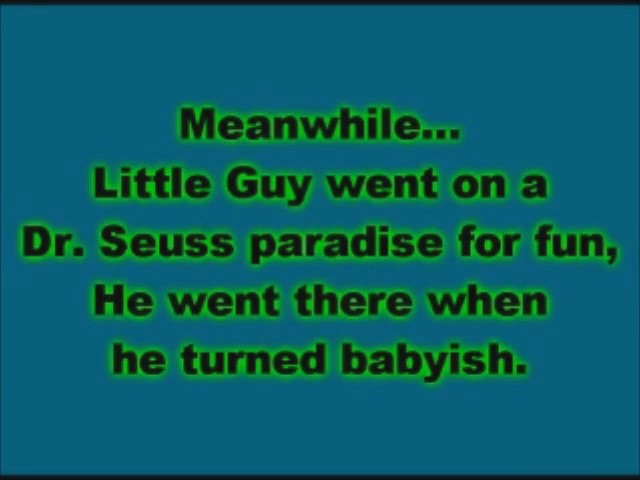 Meanwhile...
Little Guy went on a
Dr. Seuss paradise for fun,
He went there when
he turned babyish.